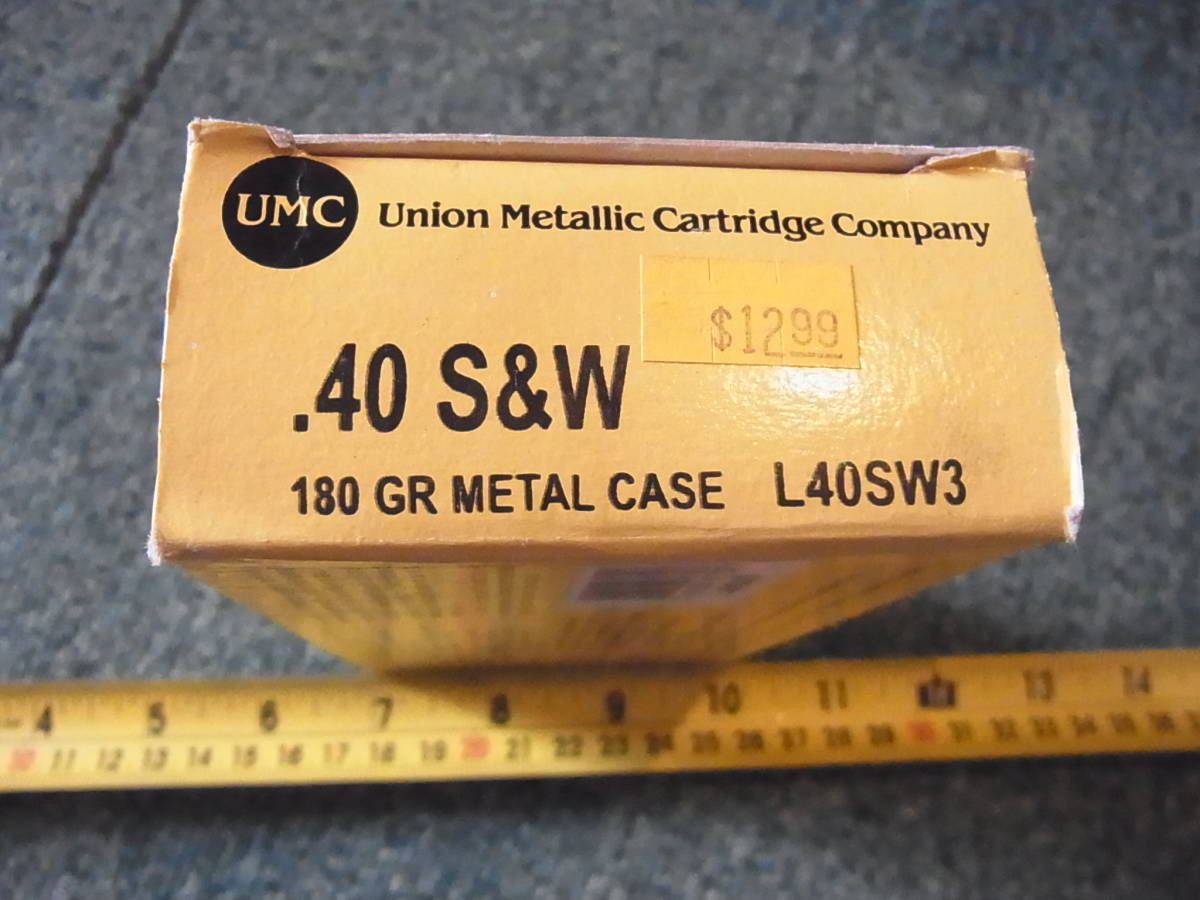 UMC Union Metallic Cartridge Company
$12.99
.40 S&W
180 GR METAL CASE L40SW3
4 5 6 7 8 9 10 11 13 14
10 11 12 13 14 15 16 17 18 19 20 21 22 23 24 25 26 27 28 29 30 31 32 33 34 35 36